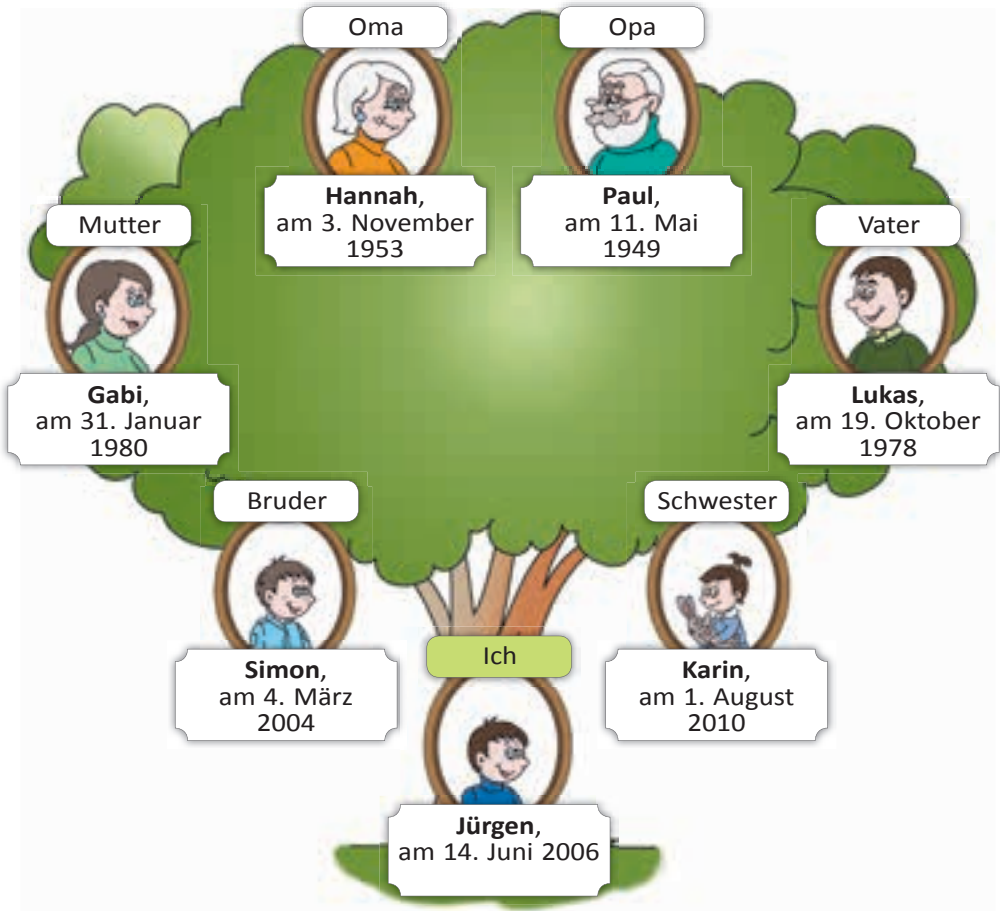 Oma
Hannah,
am 3. November
1953
Opa
Paul,
am 11. Mai
1949
Mutter
Gabi,
am 31. Januar
1980
Vater
Lukas,
am 19. Oktober
1978
Bruder
Simon,
am 4. März
2004
Schwester
Karin,
am 1. August
2010
Ich
Jürgen,
am 14. Juni 2006